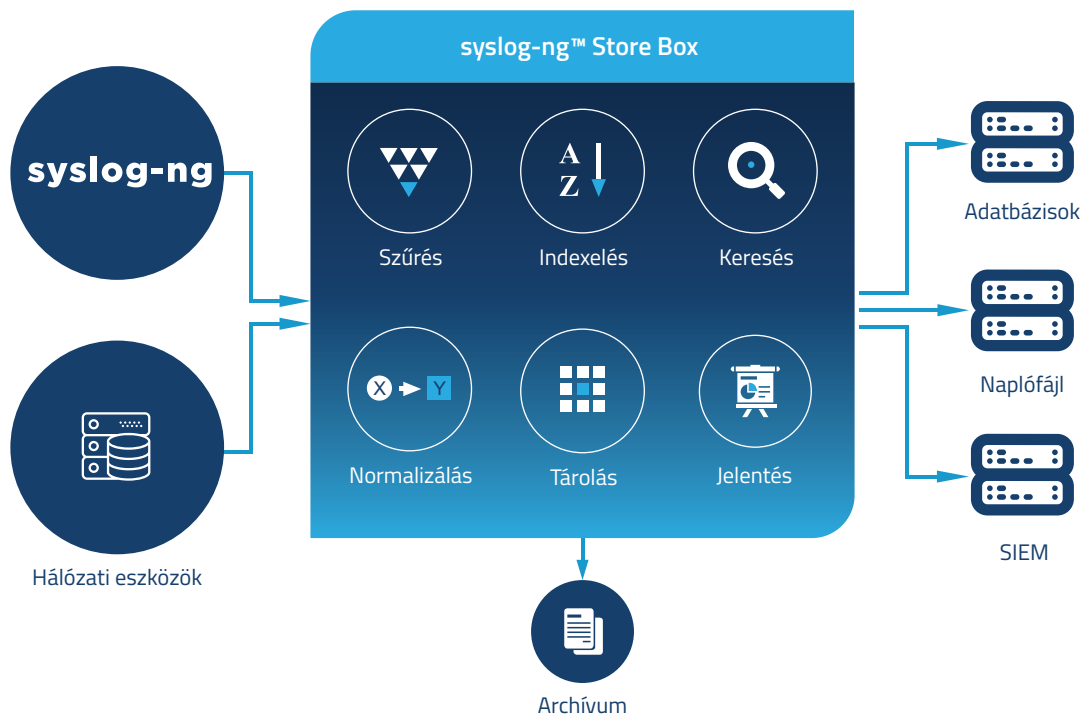 syslog-ng™ Store Box
syslog-ng
A
Z
Szűrés
Indexelés
Keresés
Adatbázisok
X
Y
Normalizálás
Tárolás
Jelentés
Naplófájl
Hálózati eszközök
SIEM
Archívum